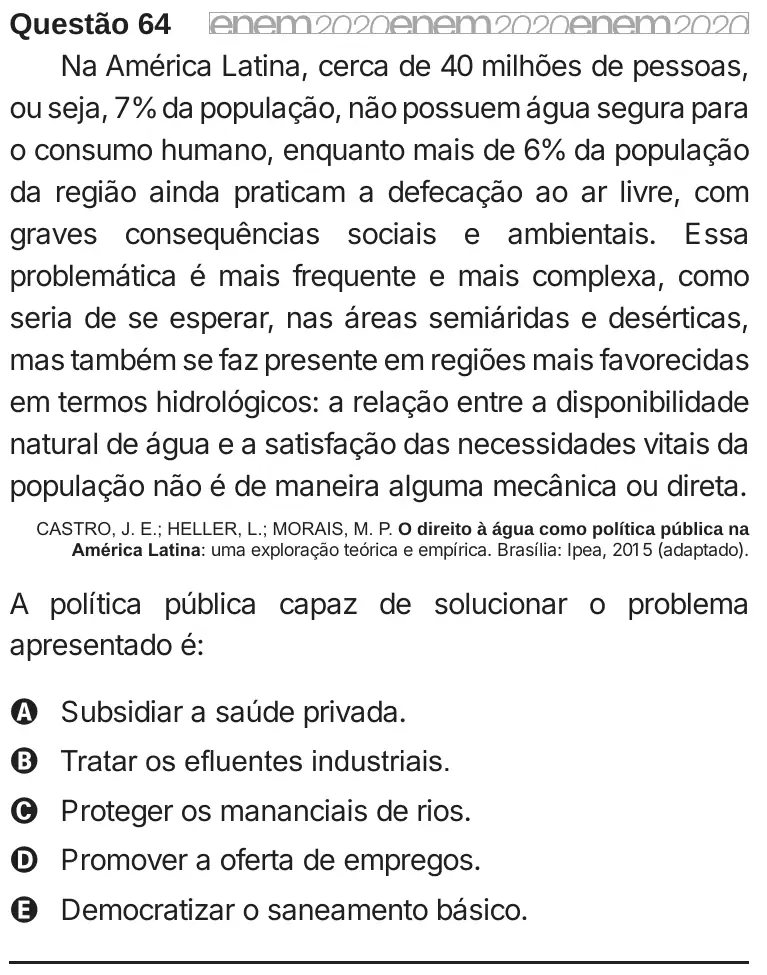 Questão 64 enem2020enem2020enem2020
Na América Latina, cerca de 40 milhões de pessoas,
ou seja, 7% da população, não possuem água segura para
o consumo humano, enquanto mais de 6% da população
da região ainda praticam a defecação ao ar livre, com
graves consequências sociais e ambientais. Essa
problemática é mais frequente e mais complexa, como
seria de se esperar, nas áreas semiáridas e desérticas,
mas também se faz presente em regiões mais favorecidas
em termos hidrológicos: a relação entre a disponibilidade
natural de água e a satisfação das necessidades vitais da
população não é de maneira alguma mecânica ou direta.
CASTRO, J. E.; HELLER, L.; MORAIS, M. P. O direito à água como política pública na
América Latina: uma exploração teórica e empírica. Brasília: Ipea, 2015 (adaptado).
A política pública capaz de solucionar o problema
apresentado é:
A Subsidiar a saúde privada.
B Tratar os efluentes industriais.
C Proteger os mananciais de rios.
D Promover a oferta de empregos.
E Democratizar o saneamento básico.